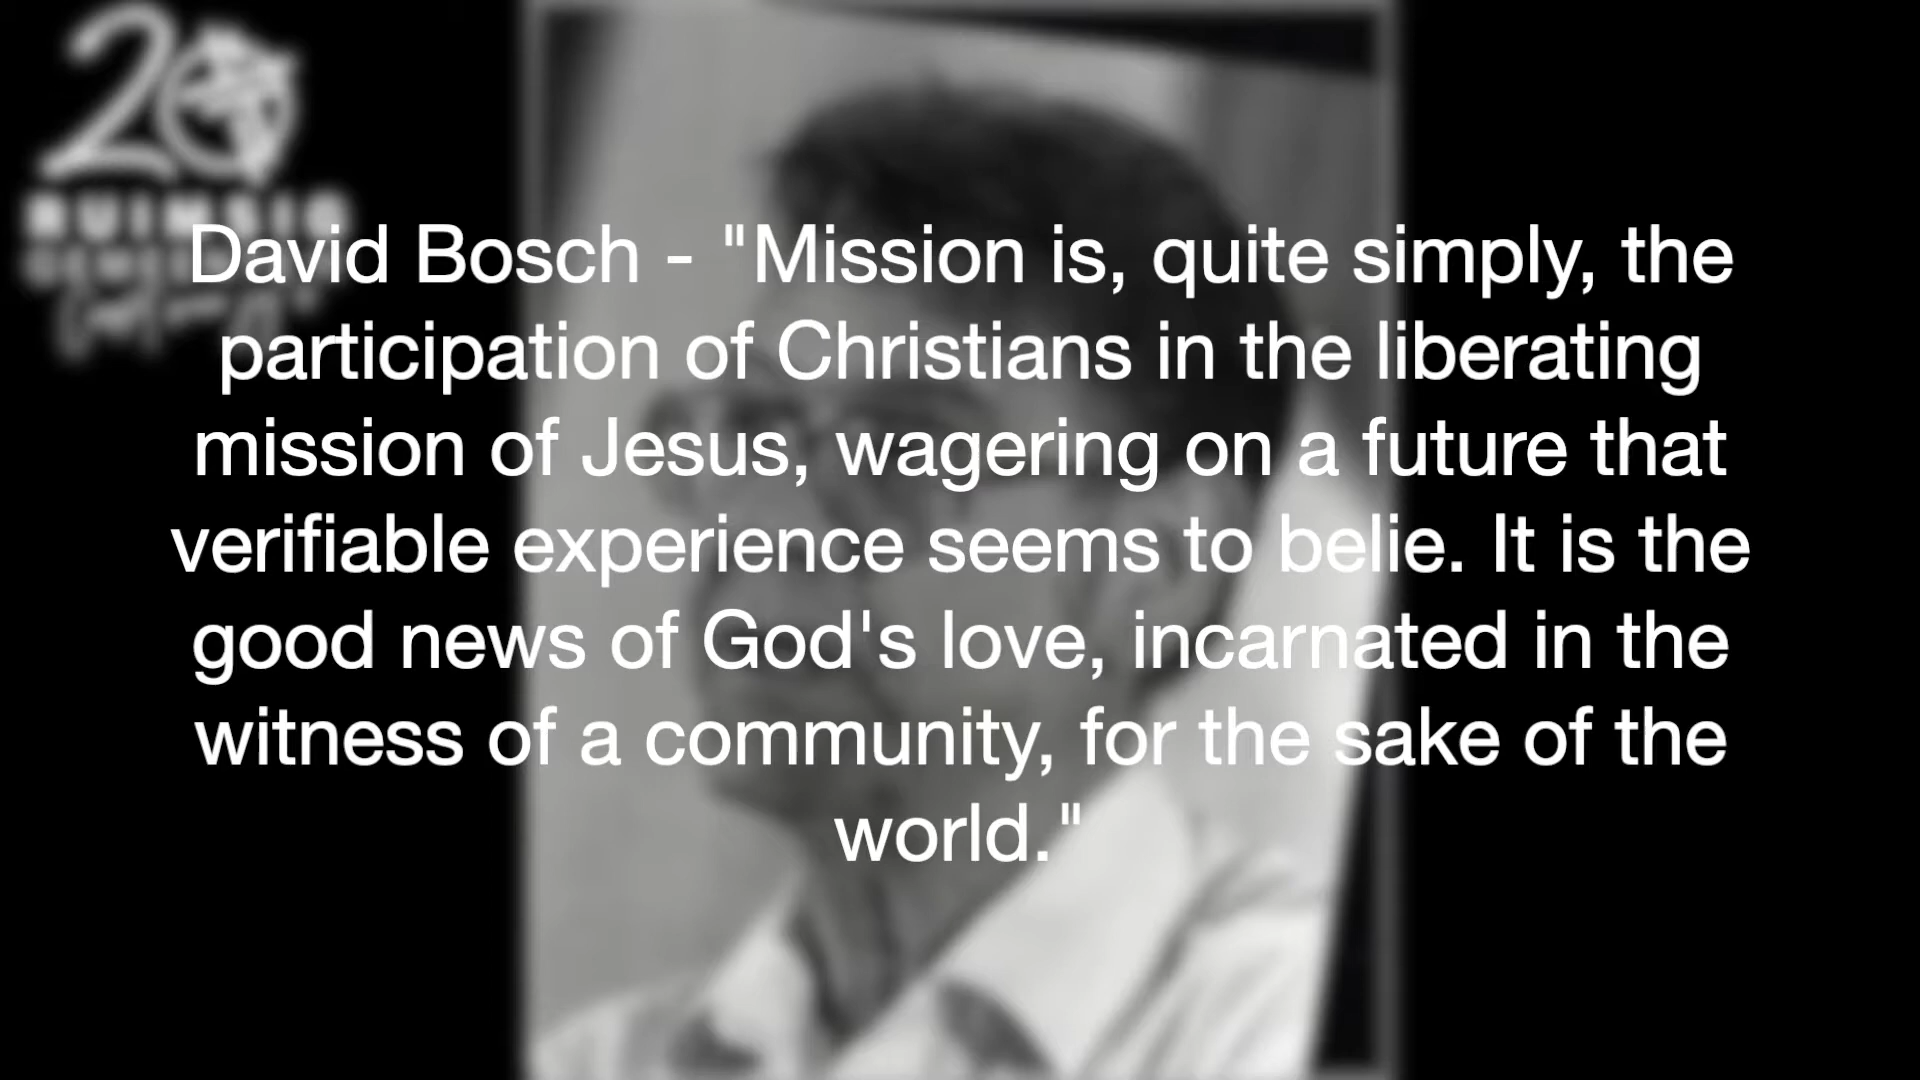 20
RUIMSIG
David Bosch - "Mission is, quite simply, the
participation of Christians in the liberating
mission of Jesus, wagering on a future that
verifiable experience seems to belie. It is the
good news of God's love, incarnated in the
witness of a community, for the sake of the
world."